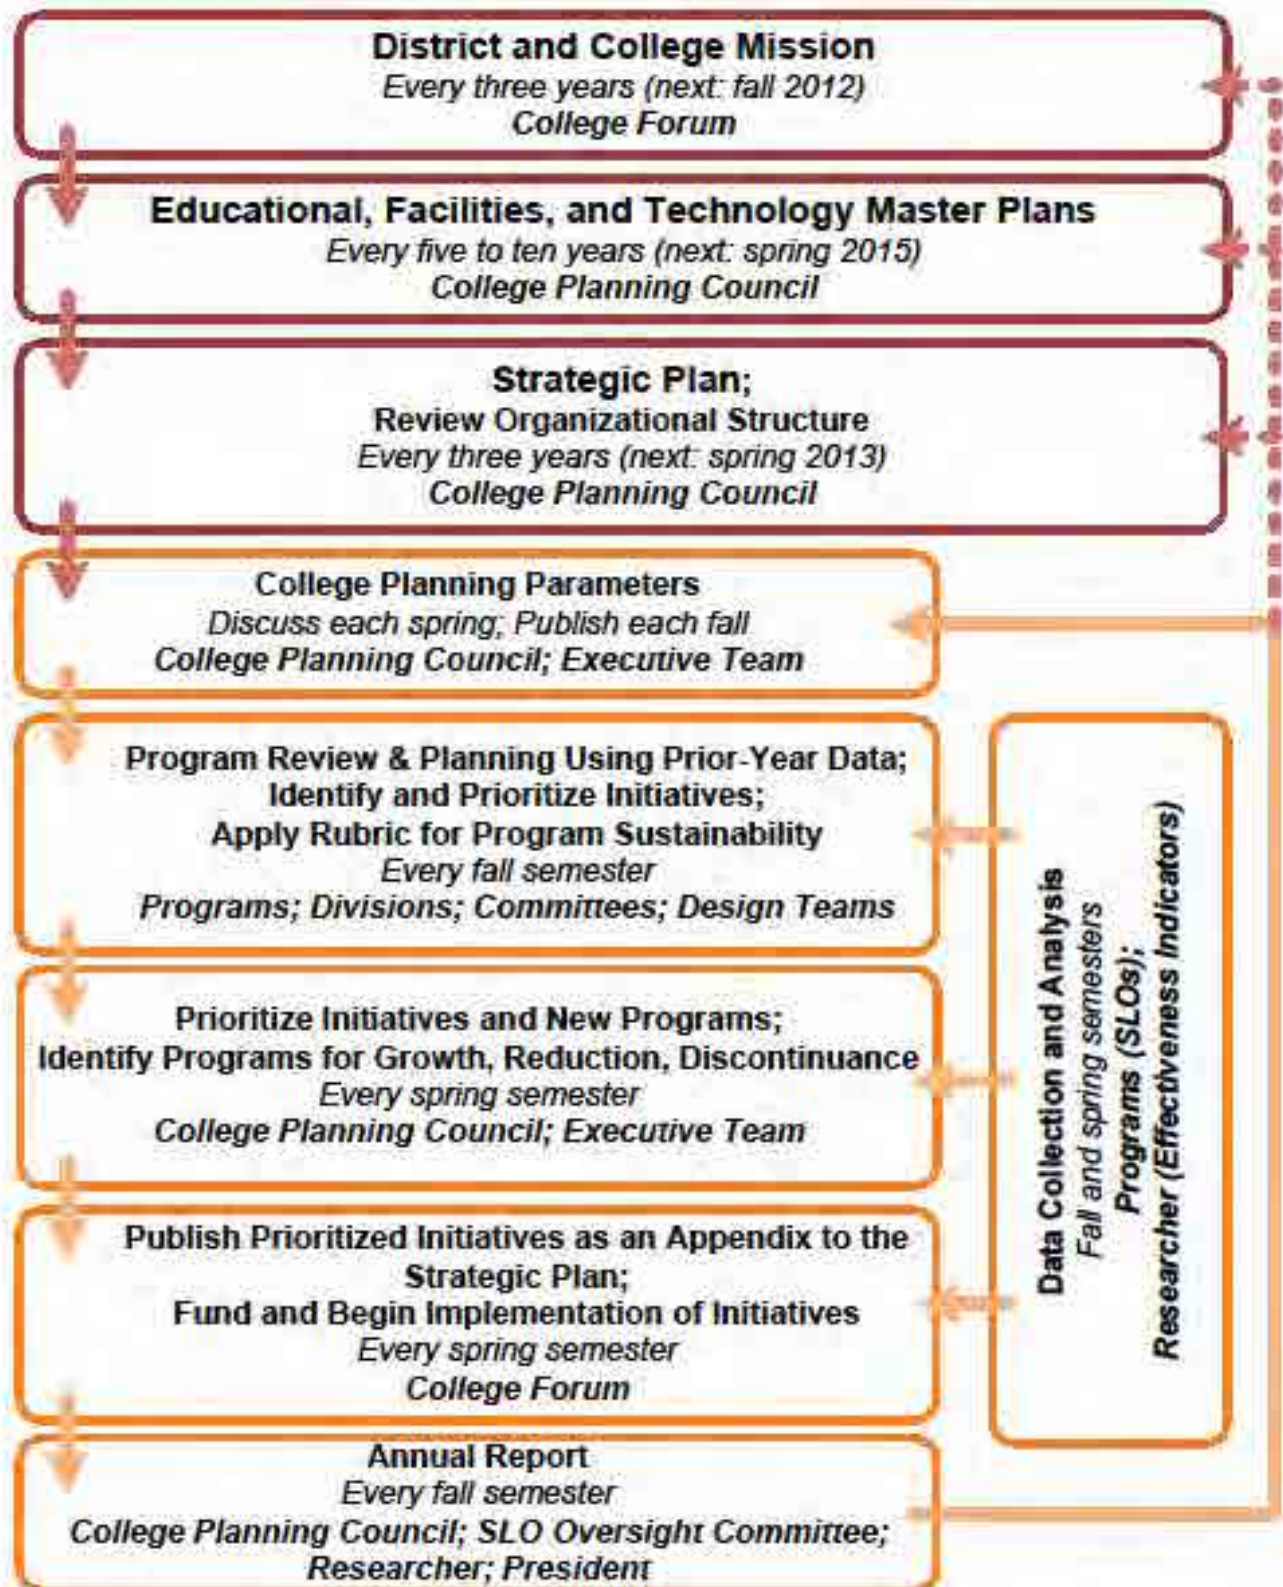 District and College Mission
Every three years (next: fall 2012)
College Forum
Educational, Facilities, and Technology Master Plans
Every five to ten years (next: spring 2015)
College Planning Council
Strategic Plan;
Review Organizational Structure
Every three years (next: spring 2013)
College Planning Council
College Planning Parameters
Discuss each spring; Publish each fall
College Planning Council; Executive Team
Program Review & Planning Using Prior-Year Data;
Identify and Prioritize Initiatives;
Apply Rubric for Program Sustainability
Every fall semester
Programs; Divisions; Committees; Design Teams
Prioritize Initiatives and New Programs;
Identify Programs for Growth, Reduction, Discontinuance
Every spring semester
College Planning Council; Executive Team
Publish Prioritized Initiatives as an Appendix to the
Strategic Plan;
Fund and Begin Implementation of Initiatives
Every spring semester
College Forum
Annual Report
Every fall semester
College Planning Council; SLO Oversight Committee;
Researcher; President
Data Collection and Analysis
Fall and spring semesters
Programs (SLOs);
Researcher (Effectiveness Indicators)